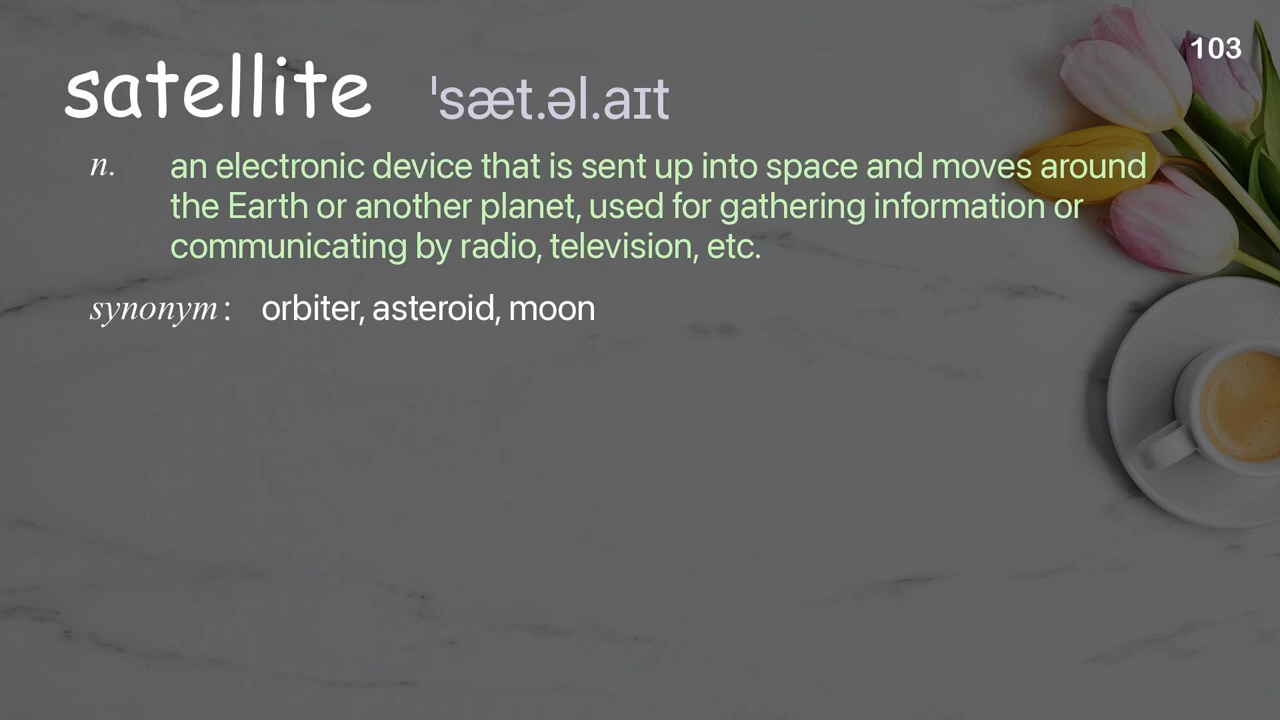 103
satellite ˈsæt.əl.aɪt
n. an electronic device that is sent up into space and moves around
the Earth or another planet, used for gathering information or
communicating by radio, television, etc.
synonym: orbiter, asteroid, moon